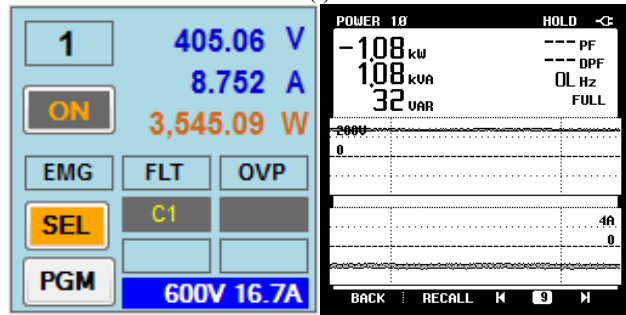 1
405.06 V
8.752 A
ON
3,545.09 W
EMG FLT OVP
SEL C1
PGM
600V 16.7A
POWER 1Ø HOLD
-1.08 kW --- PF
--- DPF
1.08 kVA OL Hz
32 VAR FULL
200V
0
4A
0
BACK RECALL 9